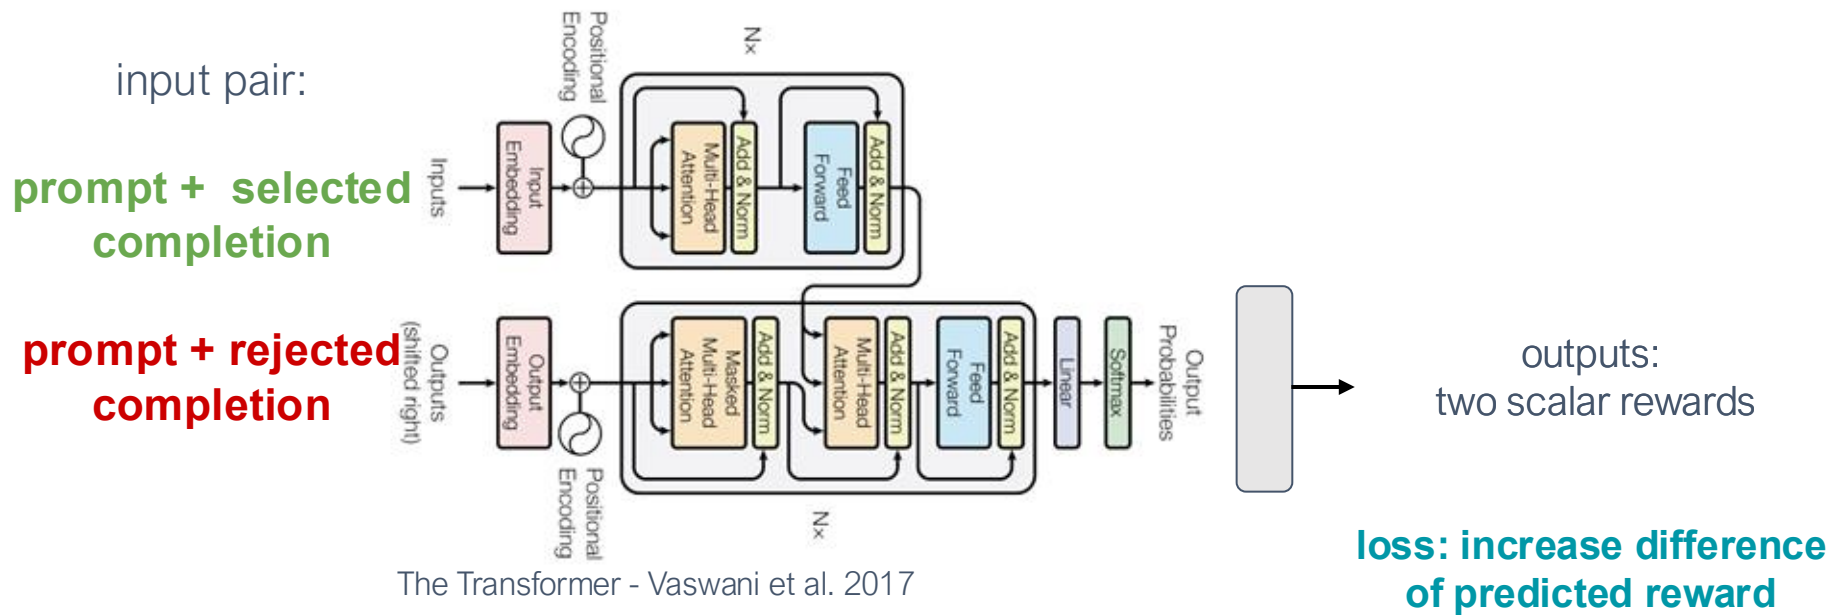 input pair:
prompt + selected
completion
prompt + rejected
completion
Inputs
Input
Embedding
Positional
Encoding
Nx
Multi-Head
Attention
Add & Norm
Feed
Forward
Add & Norm
Outputs
(shifted right)
Output
Embedding
Positional
Encoding
Masked
Multi-Head
Attention
Add & Norm
Multi-Head
Attention
Add & Norm
Feed
Forward
Add & Norm
Nx
Linear
Softmax
Output
Probabilities
outputs:
two scalar rewards
loss: increase difference
of predicted reward
The Transformer - Vaswani et al. 2017